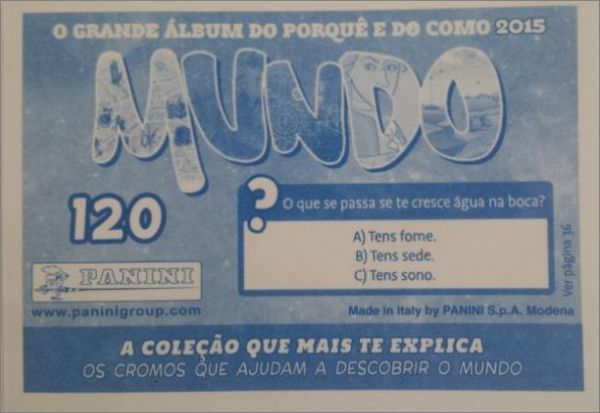 O GRANDE ÁLBUM DO PORQUÊ E DO COMO 2015
MUNDO
120
?
O que se passa se te cresce água na boca?
A) Tens fome.
B) Tens sede.
C) Tens sono.
Ver página 36
PANINI
www.paninigroup.com
Made in Italy by PANINI S.p.A. Modena
A COLEÇÃO QUE MAIS TE EXPLICA
OS CROMOS QUE AJUDAM A DESCOBRIR O MUNDO